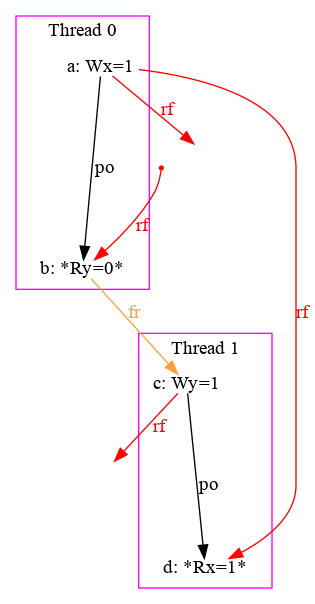 Thread 0
a: Wx=1
rf
po
rf
b: *Ry=0*
fr
rf
Thread 1
c: Wy=1
rf
po
d: *Rx=1*